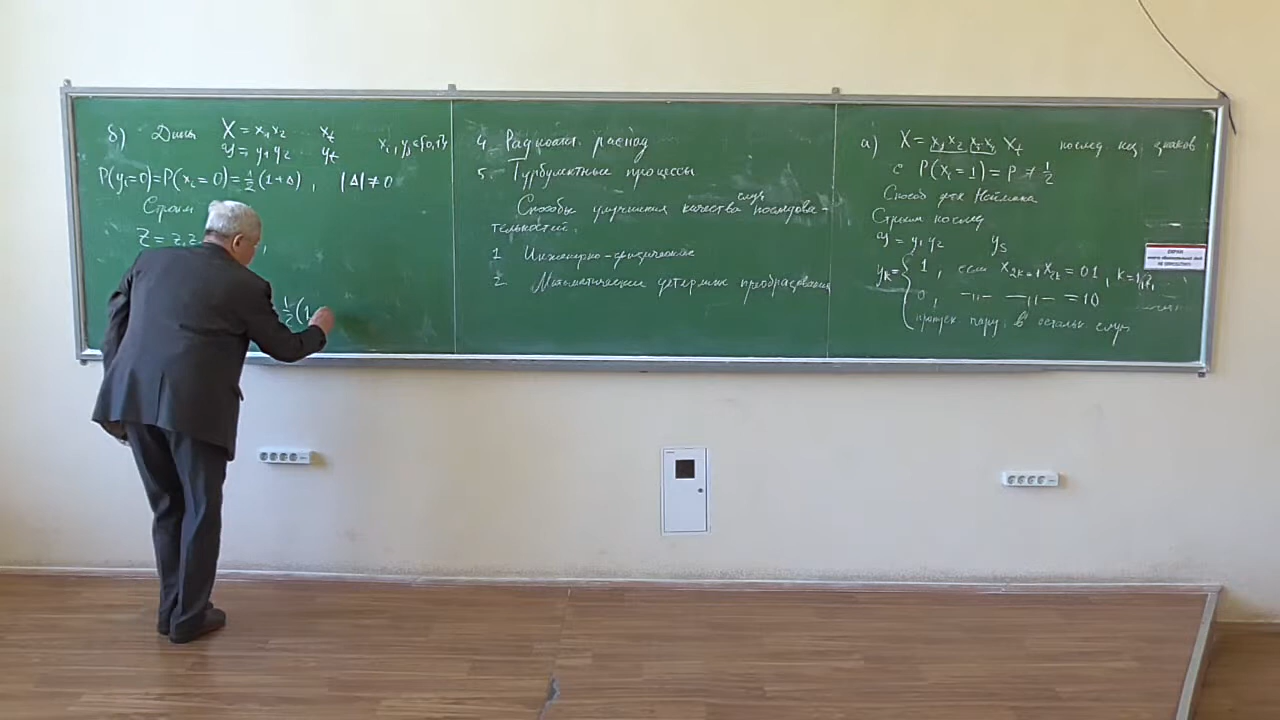 б) Даны X = x₁x₂ ... xₜ
y = y₁y₂ ... yₜ xᵢ, yⱼ ∈ {0,1}
P(yᵢ=0) = P(xᵢ=0) = ½(1+Δ), |Δ| ≠ 0
Строим
Z = z₁z₂
½(1
4. Радиоакт. распад
5. Турбулентные процессы
Способы улучшения качества случ последова-
тельностей.
1 Инженерно-физические
2 Математические детермин преобразования
а) X = x₁x₂ x₃x₄ xₜ послед нез. знаков
с P(xᵢ = 1) = p ≠ ½
Способ фон Неймана
Строим послед
y = y₁y₂ yₛ
yₖ = { 1, если x₂ₖ₋₁x₂ₖ = 01, k=1,2,
0, –״– –״– = 10
пропуск пару, в остальн случ